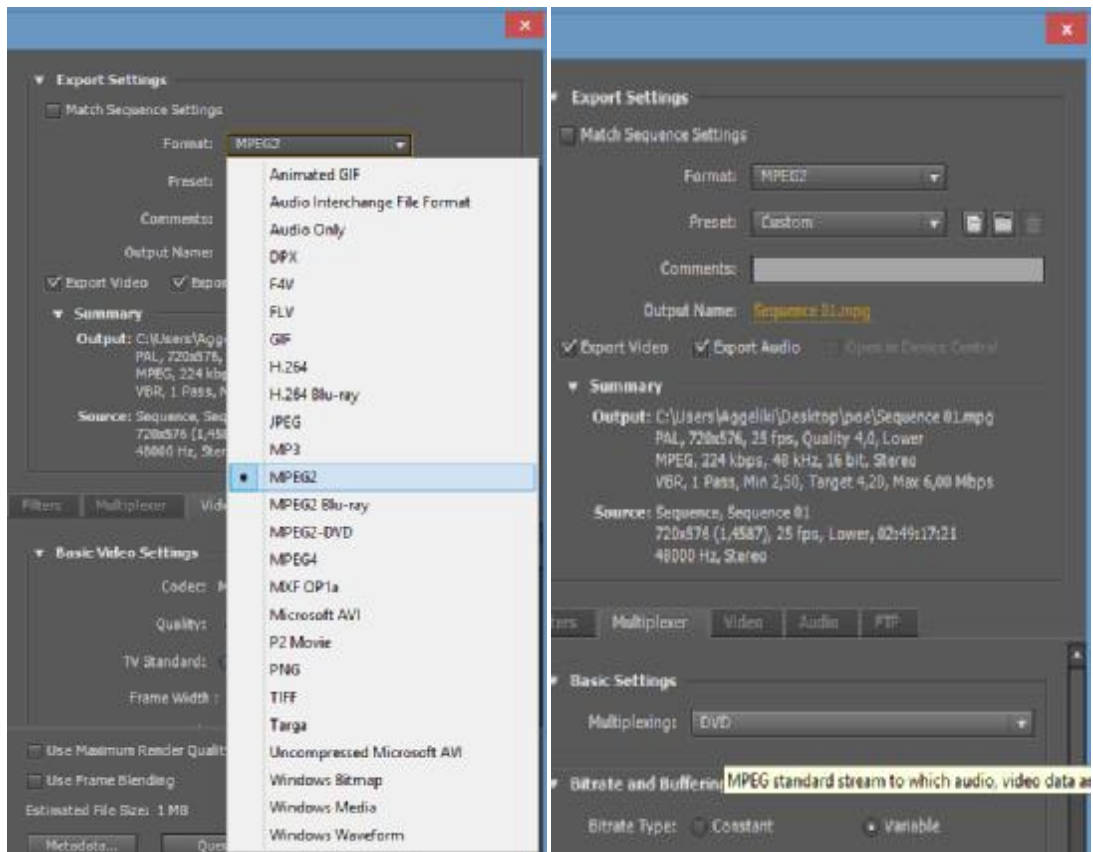 Export Settings
Match Sequence Settings
Format: MPEG2
Preset:
Comments:
Output Name:
Export Video Expor
Summary
Output: C:\Users\Agg
PAL, 720x576,
MPEG, 224 kb
VBR, 1 Pass, M
Source: Sequence, Seq
720x576 (1,458
48000 Hz, Ster
Filters Multiplexer Vid
Basic Video Settings
Codec: M
Quality:
TV Standard:
Frame Width :
Use Maximum Render Qualit
Use Frame Blending
Estimated File Size: 1 MB
Metadata... Que
Animated GIF
Audio Interchange File Format
Audio Only
DPX
F4V
FLV
GIF
H.264
H.264 Blu-ray
JPEG
MP3
MPEG2
MPEG2 Blu-ray
MPEG2-DVD
MPEG4
MXF OP1a
Microsoft AVI
P2 Movie
PNG
TIFF
Targa
Uncompressed Microsoft AVI
Windows Bitmap
Windows Media
Windows Waveform
Export Settings
Match Sequence Settings
Format: MPEG2
Preset: Custom
Comments:
Output Name: Sequence 01.mpg
Export Video Export Audio Open in Device Central
Summary
Output: C:\Users\Aggeliki\Desktop\pae\Sequence 01.mpg
PAL, 720x576, 25 fps, Quality 4,0, Lower
MPEG, 224 kbps, 48 kHz, 16 bit, Stereo
VBR, 1 Pass, Min 2,50, Target 4,20, Max 6,00 Mbps
Source: Sequence, Sequence 01
720x576 (1,4587), 25 fps, Lower, 02:49:17:21
48000 Hz, Stereo
ters Multiplexer Video Audio FTP
Basic Settings
Multiplexing: DVD
Bitrate and Buffering MPEG standard stream to which audio, video data a
Bitrate Type: Constant Variable